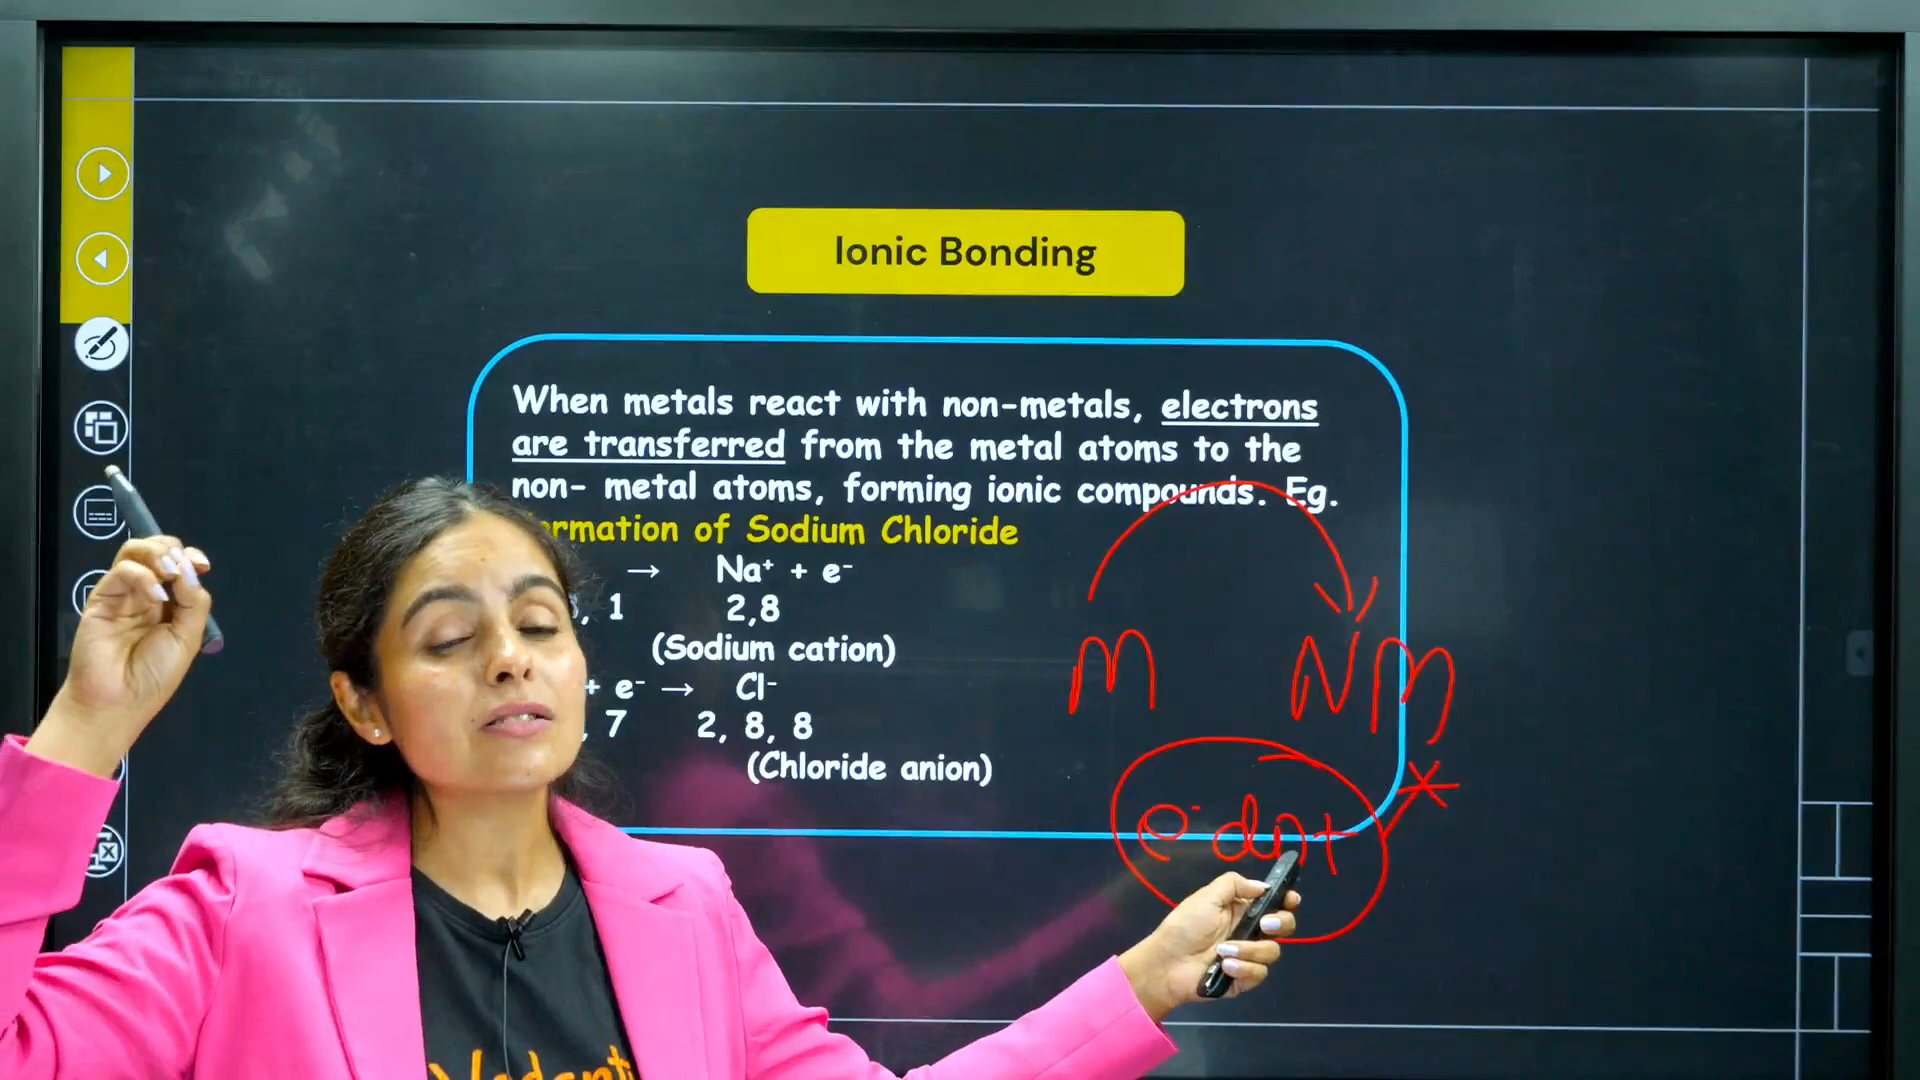 Ionic Bonding
When metals react with non-metals, electrons
are transferred from the metal atoms to the
non- metal atoms, forming ionic compounds. Eg.
ormation of Sodium Chloride
→ Na⁺ + e⁻
, 1 2,8
(Sodium cation)
+ e⁻ → Cl⁻
, 7 2, 8, 8
(Chloride anion)
M NM
e⁻ dn+